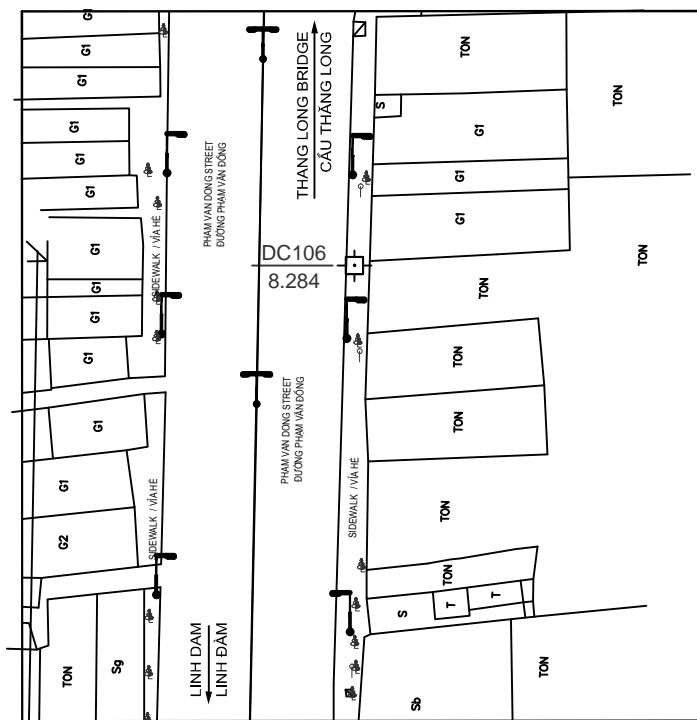 G1
G1
G1
G1
G1
G1
G1
G1
G1
G1
G1
G1
G2
TON
Sg
SIDEWALK / VỈA HÈ
SIDEWALK / VỈA HÈ
PHAM VAN DONG STREET
ĐƯỜNG PHẠM VĂN ĐỒNG
THANG LONG BRIDGE
CẦU THĂNG LONG
DC106
8.284
PHAM VAN DONG STREET
ĐƯỜNG PHẠM VĂN ĐỒNG
LINH DAM
LINH ĐÀM
SIDEWALK / VỈA HÈ
TON
TON
S
G1
G1
G1
TON
TON
TON
TON
TON
TON
S
T
T
TON
Sb